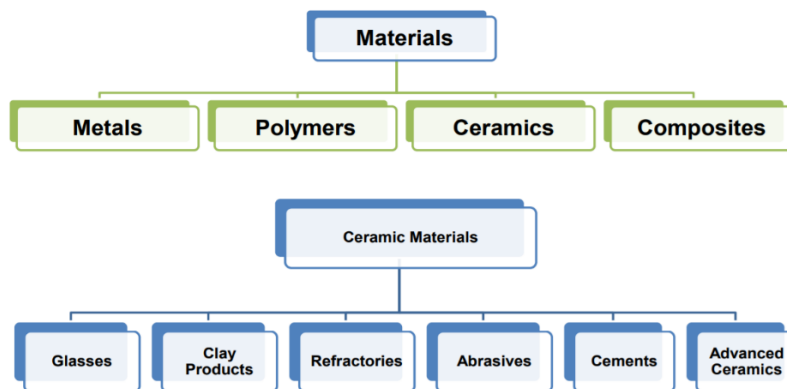 Materials
Metals Polymers Ceramics Composites
Ceramic Materials
Glasses Clay Products Refractories Abrasives Cements Advanced Ceramics